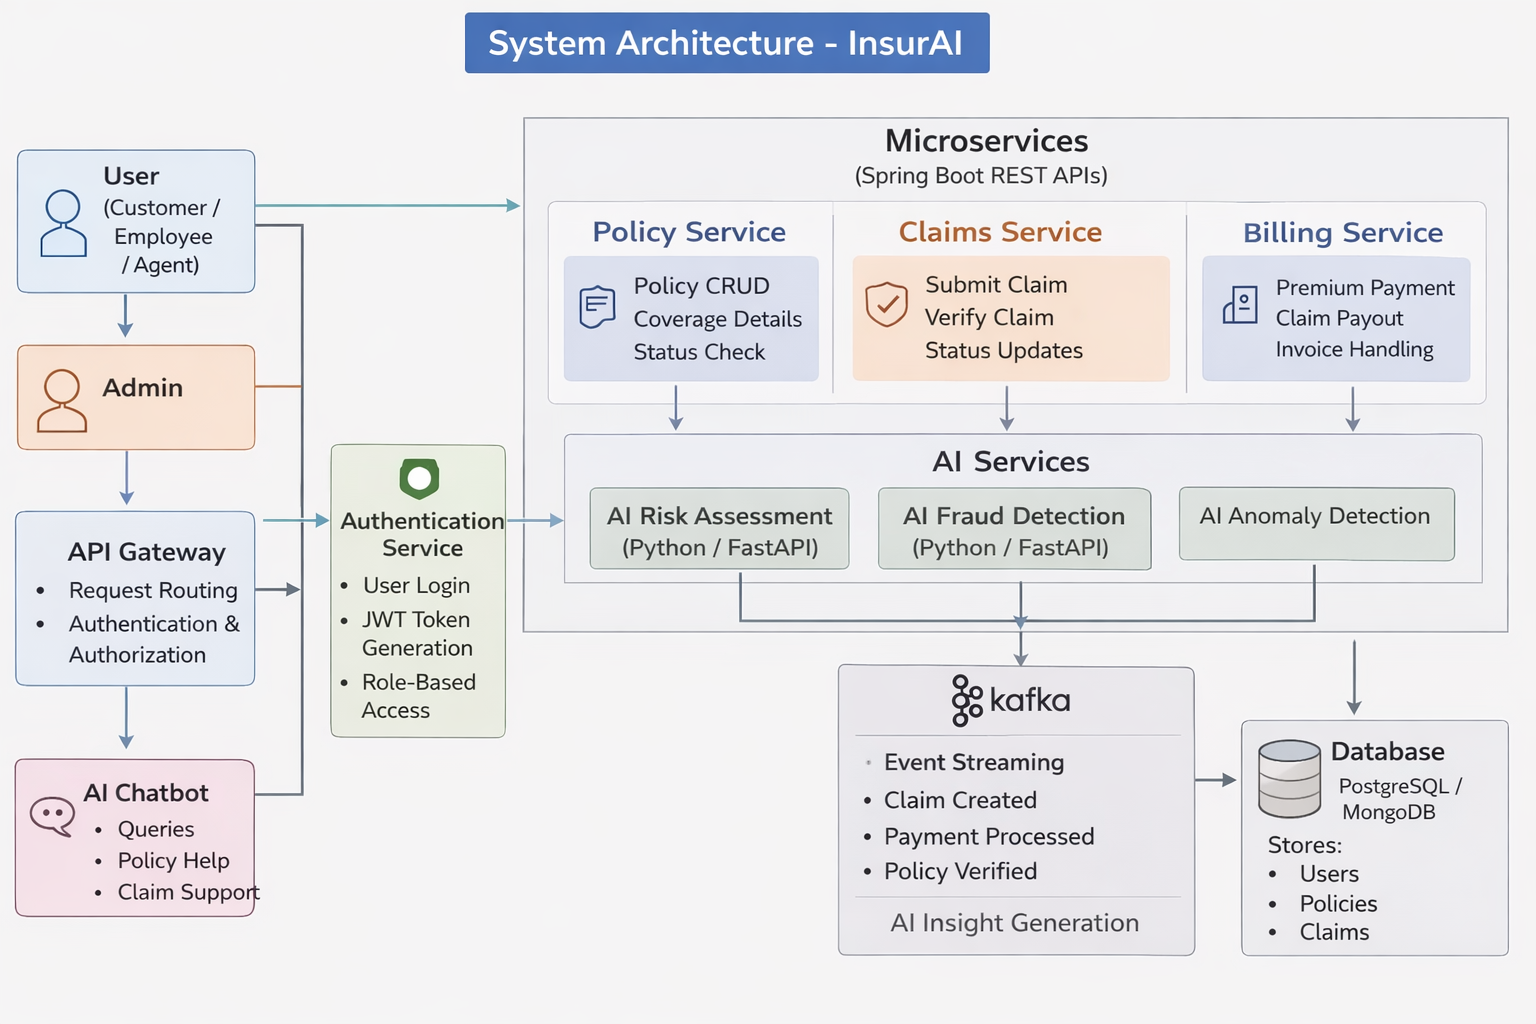 System Architecture - InsurAI
User
(Customer /
Employee
/ Agent)
Admin
API Gateway
• Request Routing
• Authentication &
Authorization
AI Chatbot
• Queries
• Policy Help
• Claim Support
Authentication
Service
• User Login
• JWT Token
Generation
• Role-Based
Access
Microservices
(Spring Boot REST APIs)
Policy Service
Policy CRUD
Coverage Details
Status Check
Claims Service
Submit Claim
Verify Claim
Status Updates
Billing Service
Premium Payment
Claim Payout
Invoice Handling
AI Services
AI Risk Assessment
(Python / FastAPI)
AI Fraud Detection
(Python / FastAPI)
AI Anomaly Detection
kafka
• Event Streaming
• Claim Created
• Payment Processed
• Policy Verified
AI Insight Generation
Database
PostgreSQL /
MongoDB
Stores:
• Users
• Policies
• Claims